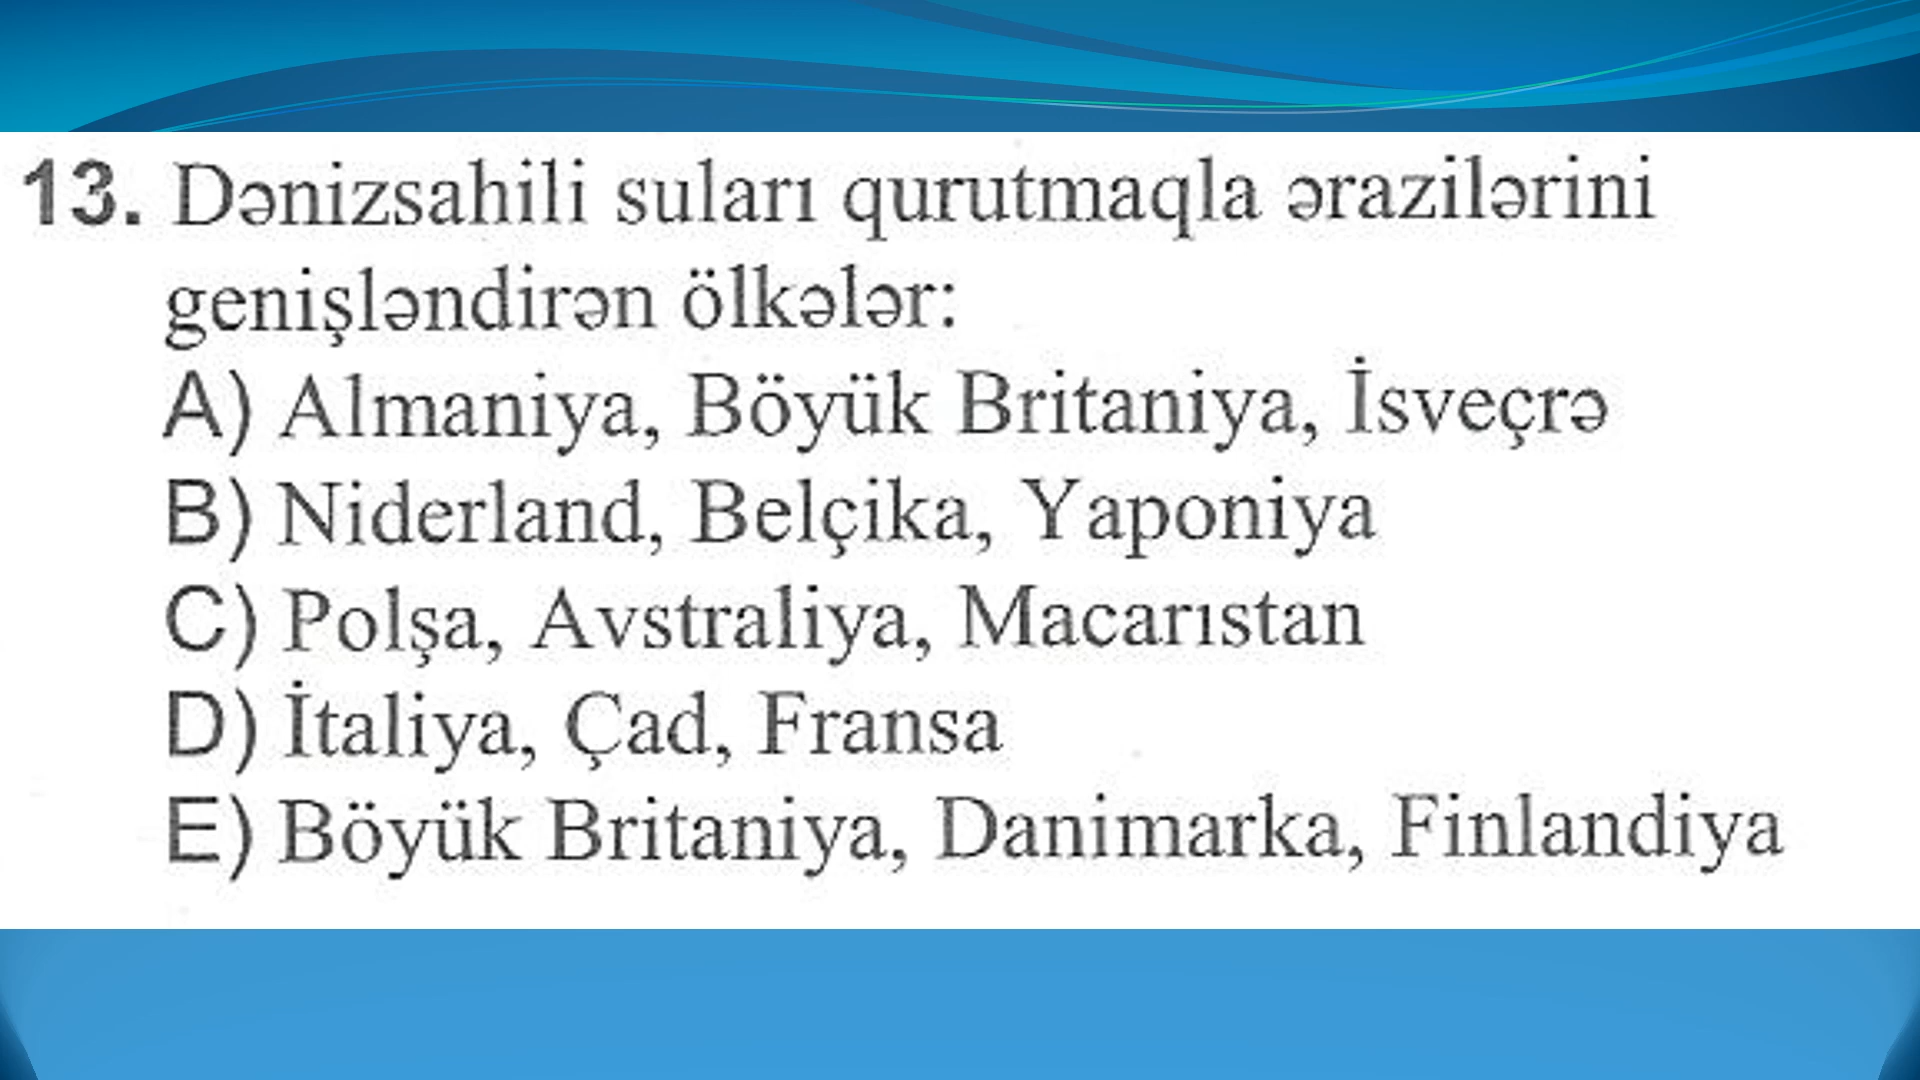 13. Dənizsahili suları qurutmaqla ərazilərini
genişləndirən ölkələr:
A) Almaniya, Böyük Britaniya, İsveçrə
B) Niderland, Belçika, Yaponiya
C) Polşa, Avstraliya, Macarıstan
D) İtaliya, Çad, Fransa
E) Böyük Britaniya, Danimarka, Finlandiya